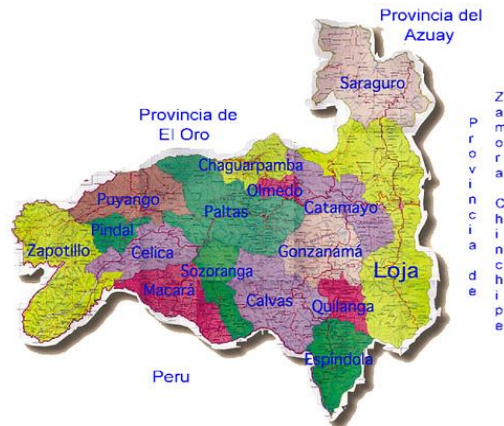 Provincia del
Azuay
Saraguro
Provincia de
El Oro
Chaguarpamba
Olmedo
Puyango
Paltas
Catamayo
Pindal
Zapotillo
Celica
Gonzanamá
Sozoranga
Loja
Macará
Calvas
Quilanga
Espindola
Peru
Provincia de
Zamora Chinchipe